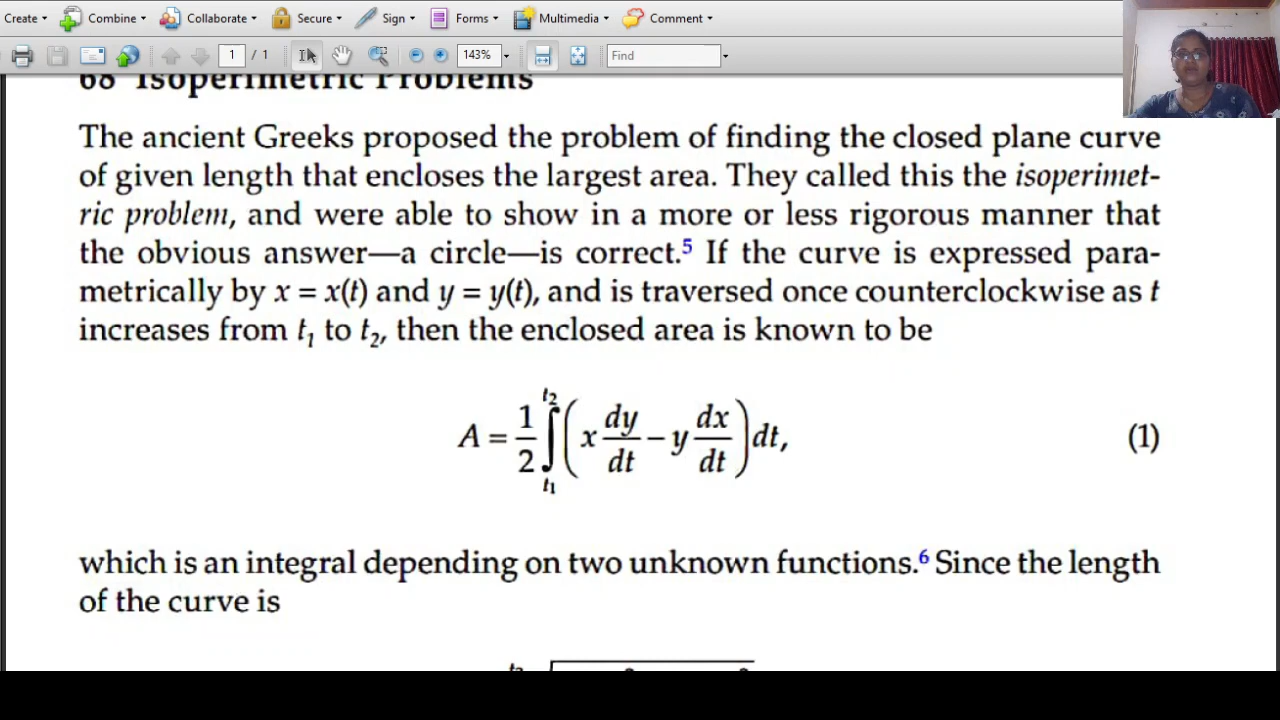 Create Combine Collaborate Secure Sign Forms Multimedia Comment
1 / 1 143% Find
68 Isoperimetric Problems
The ancient Greeks proposed the problem of finding the closed plane curve
of given length that encloses the largest area. They called this the isoperimet-
ric problem, and were able to show in a more or less rigorous manner that
the obvious answer—a circle—is correct.5 If the curve is expressed para-
metrically by x = x(t) and y = y(t), and is traversed once counterclockwise as t
increases from t₁ to t₂, then the enclosed area is known to be
A = 1/2 ∫_{t₁}^{t₂} (x dy/dt − y dx/dt) dt, (1)
which is an integral depending on two unknown functions.6 Since the length
of the curve is